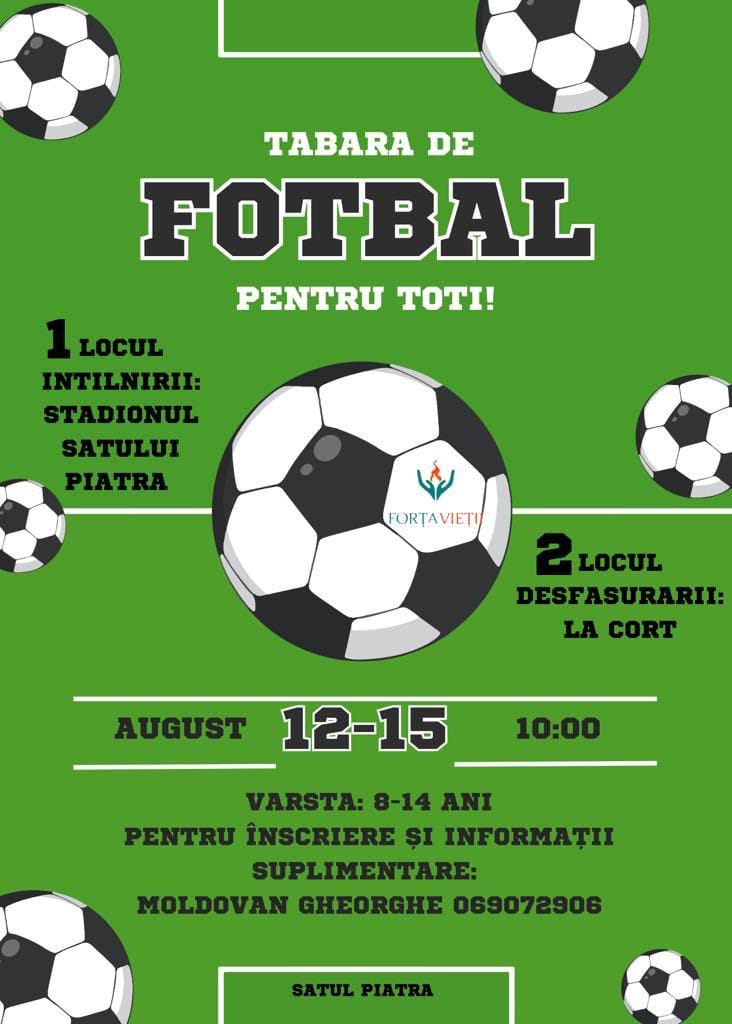 TABARA DE
FOTBAL
PENTRU TOTI!
1 LOCUL
INTILNIRII:
STADIONUL
SATULUI
PIATRA
FORȚA VIEȚII
2 LOCUL
DESFASURARII:
LA CORT
AUGUST 12-15 10:00
VARSTA: 8-14 ANI
PENTRU ÎNSCRIERE ȘI INFORMAȚII
SUPLIMENTARE:
MOLDOVAN GHEORGHE 069072906
SATUL PIATRA